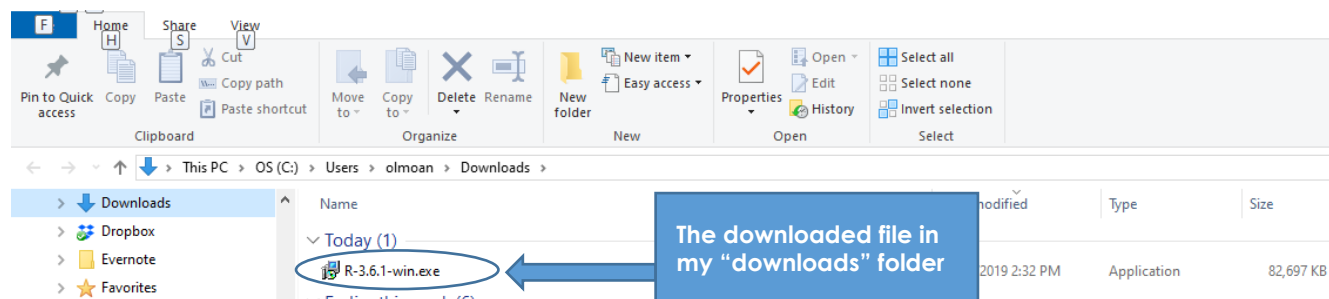 F
Home Share View
H S V
Pin to Quick access
Copy
Paste
Cut
Copy path
Paste shortcut
Clipboard
Move to
Copy to
Delete
Rename
Organize
New folder
New item
Easy access
New
Properties
Open
Edit
History
Open
Select all
Select none
Invert selection
Select
This PC > OS (C:) > Users > olmoan > Downloads >
Downloads
Dropbox
Evernote
Favorites
Name odified Type Size
Today (1)
R-3.6.1-win.exe 2019 2:32 PM Application 82,697 KB
The downloaded file in
my “downloads” folder